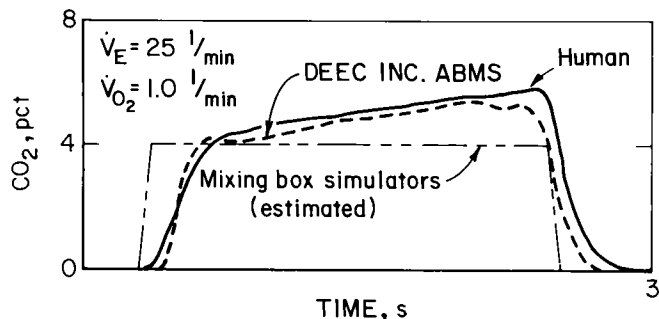 8
V̇E = 25 l/min
V̇O2 = 1.0 l/min
DEEC INC. ABMS
Human
4
CO2, pct
Mixing box simulators
(estimated)
0
3
TIME, s